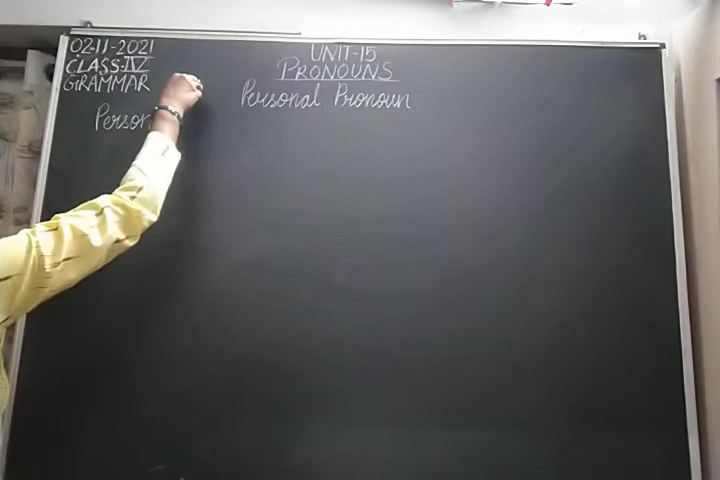 02-11-2021
UNIT-15
CLASS:IV
PRONOUNS
GRAMMAR
Personal Pronoun
Person